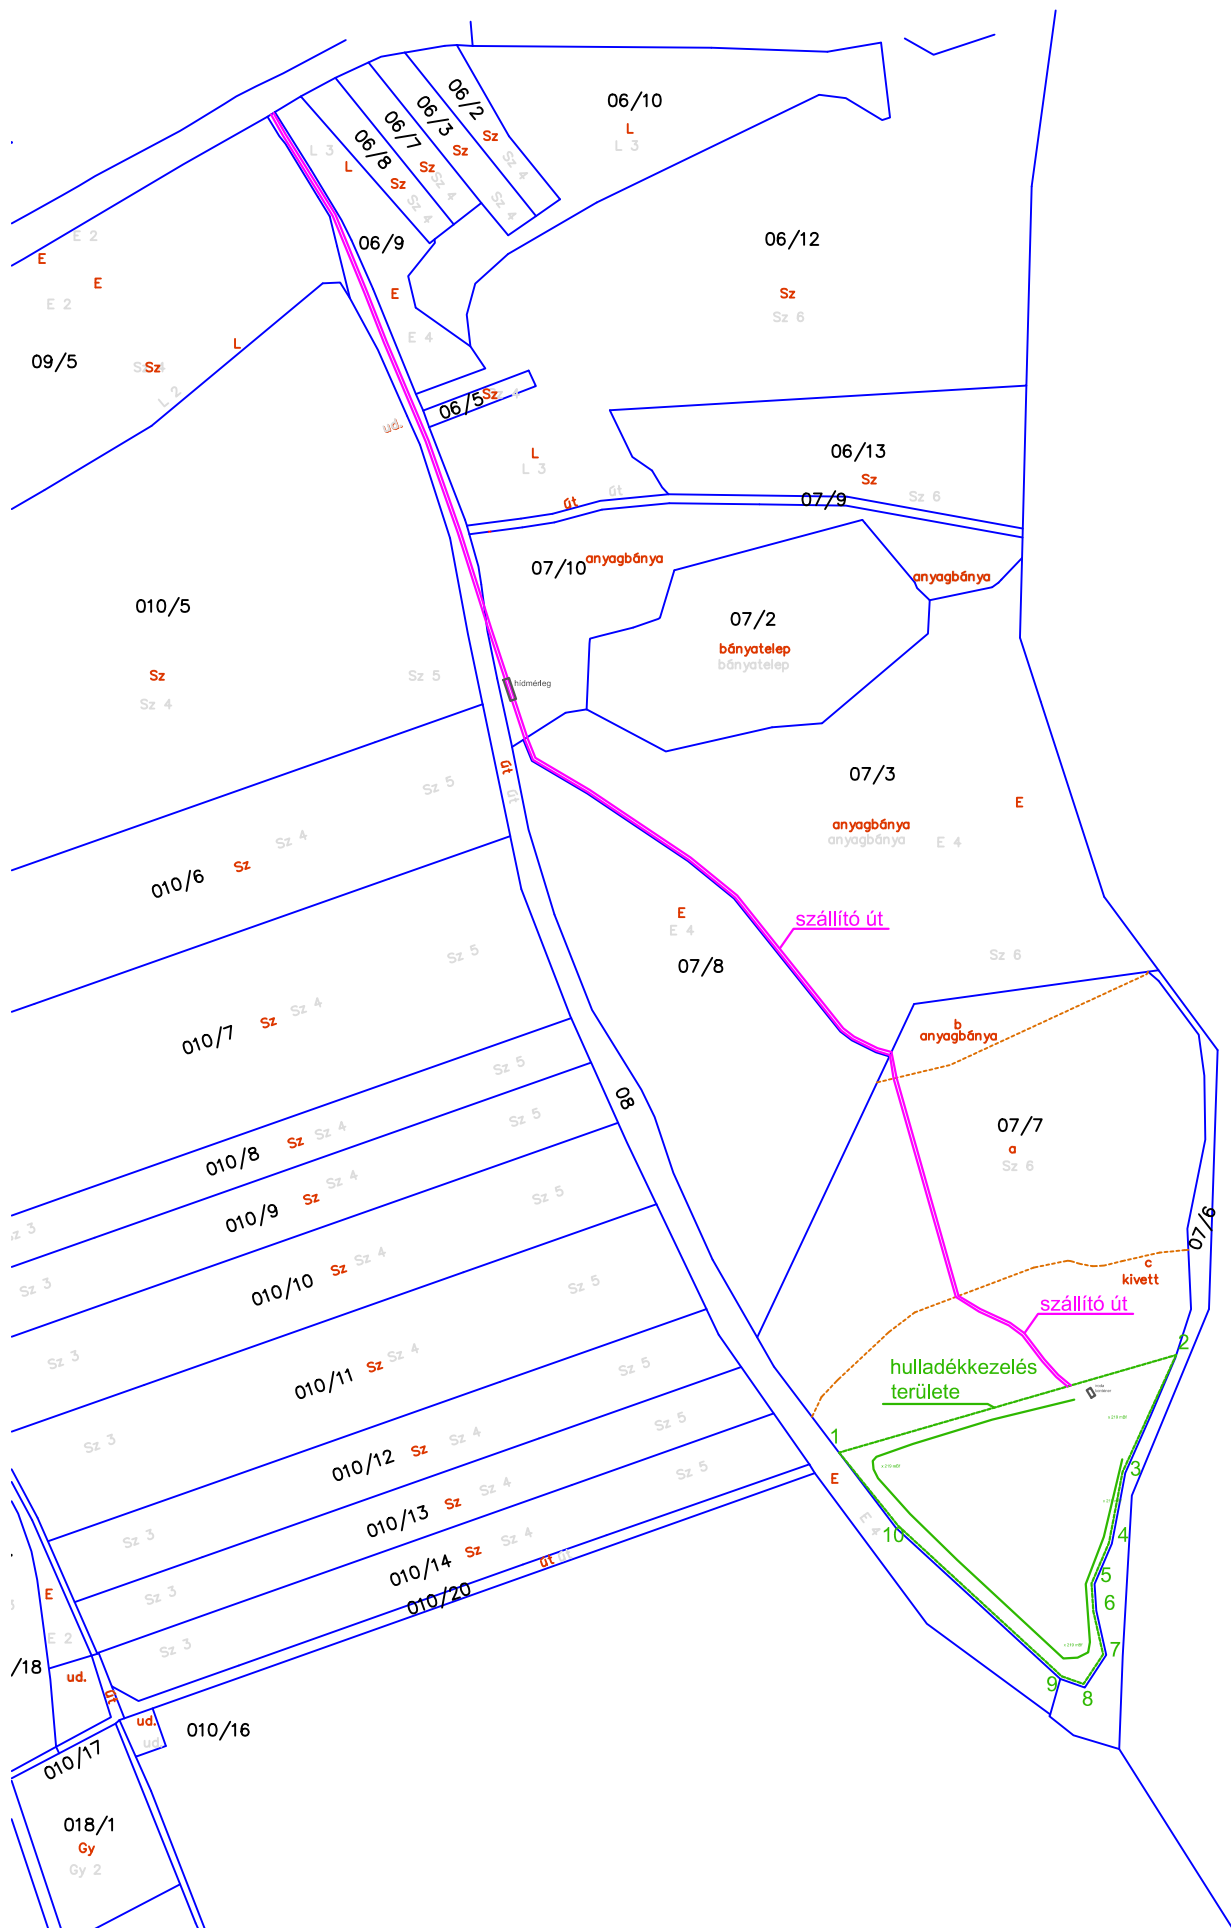 06/2
06/3
06/7
06/8
06/10
L
L 3
Sz
Sz
Sz
Sz
Sz 4
Sz 4
Sz 4
Sz 4
L 3
L
06/9
E
E 4
06/12
Sz
Sz 6
E 2
E
E
E 2
09/5
Sz
L
L 2
ud.
06/5
Sz
L
L 3
06/13
Sz
Sz 6
út
út
07/9
07/10
anyagbánya
anyagbánya
07/2
bányatelep
bányatelep
010/5
Sz
Sz 4
Sz 5
hídmérleg
út
út
07/3
E
anyagbánya
anyagbánya
E 4
Sz 5
Sz 4
Sz
010/6
E
E 4
szállító út
07/8
Sz 6
Sz 5
Sz 4
Sz
010/7
b
anyagbánya
08
07/7
a
Sz 6
Sz 5
Sz 4
Sz
010/8
Sz 5
Sz 4
Sz
010/9
07/6
Sz 5
Sz 4
Sz
010/10
Sz 3
c
kivett
szállító út
Sz 5
Sz 4
Sz
010/11
Sz 3
hulladékkezelés
területe
2
1
Sz 5
Sz 4
Sz
010/12
Sz 3
3
E
E 4
Sz 5
Sz 4
Sz
010/13
Sz 3
4
10
Sz 5
Sz 4
Sz
010/14
Sz 3
út
út
010/20
5
6
7
8
9
E
E 2
/18
ud.
út
Sz 3
ud.
ud.
010/16
010/17
018/1
Gy
Gy 2